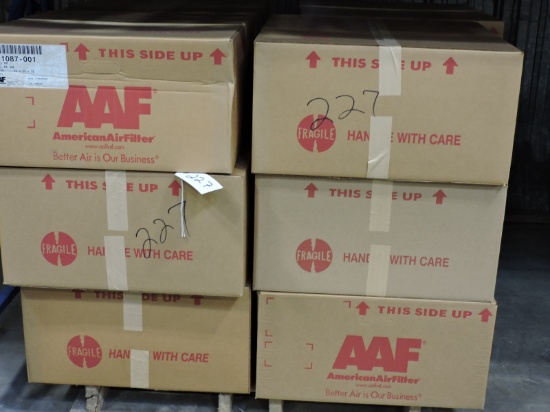 1087-001
THIS SIDE UP
AAF
AmericanAirFilter
Better Air is Our Business
THIS SIDE UP
227
FRAGILE
HANDLE WITH CARE
THIS SIDE UP
227
227
FRAGILE
HANDLE WITH CARE
THIS SIDE UP
FRAGILE
HANDLE WITH CARE
THIS SIDE UP
FRAGILE
HANDLE WITH CARE
THIS SIDE UP
AAF
AmericanAirFilter
Better Air is Our Business